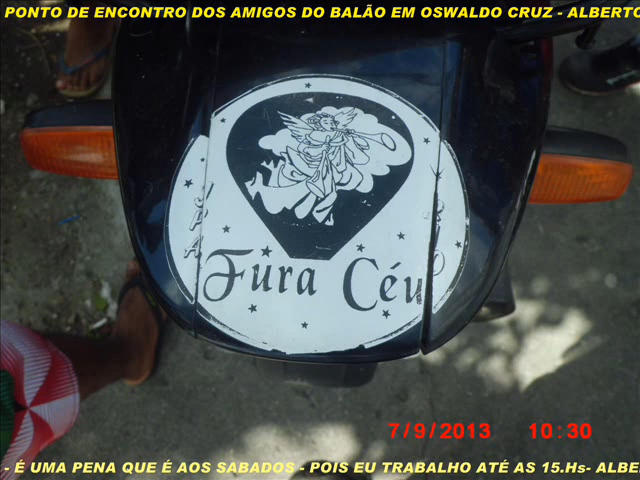 PONTO DE ENCONTRO DOS AMIGOS DO BALÃO EM OSWALDO CRUZ - ALBERTO
Fura Céu
7/9/2013 10:30
- É UMA PENA QUE É AOS SABADOS - POIS EU TRABALHO ATÉ AS 15.Hs- ALBE